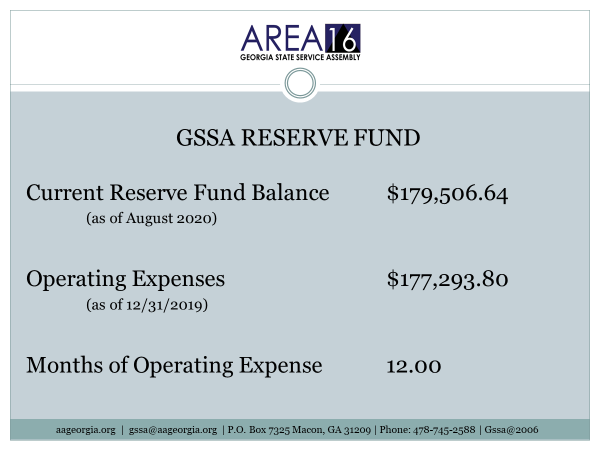 AREA 16
GEORGIA STATE SERVICE ASSEMBLY
GSSA RESERVE FUND
Current Reserve Fund Balance $179,506.64
(as of August 2020)
Operating Expenses $177,293.80
(as of 12/31/2019)
Months of Operating Expense 12.00
aageorgia.org | gssa@aageorgia.org | P.O. Box 7325 Macon, GA 31209 | Phone: 478-745-2588 | Gssa@2006